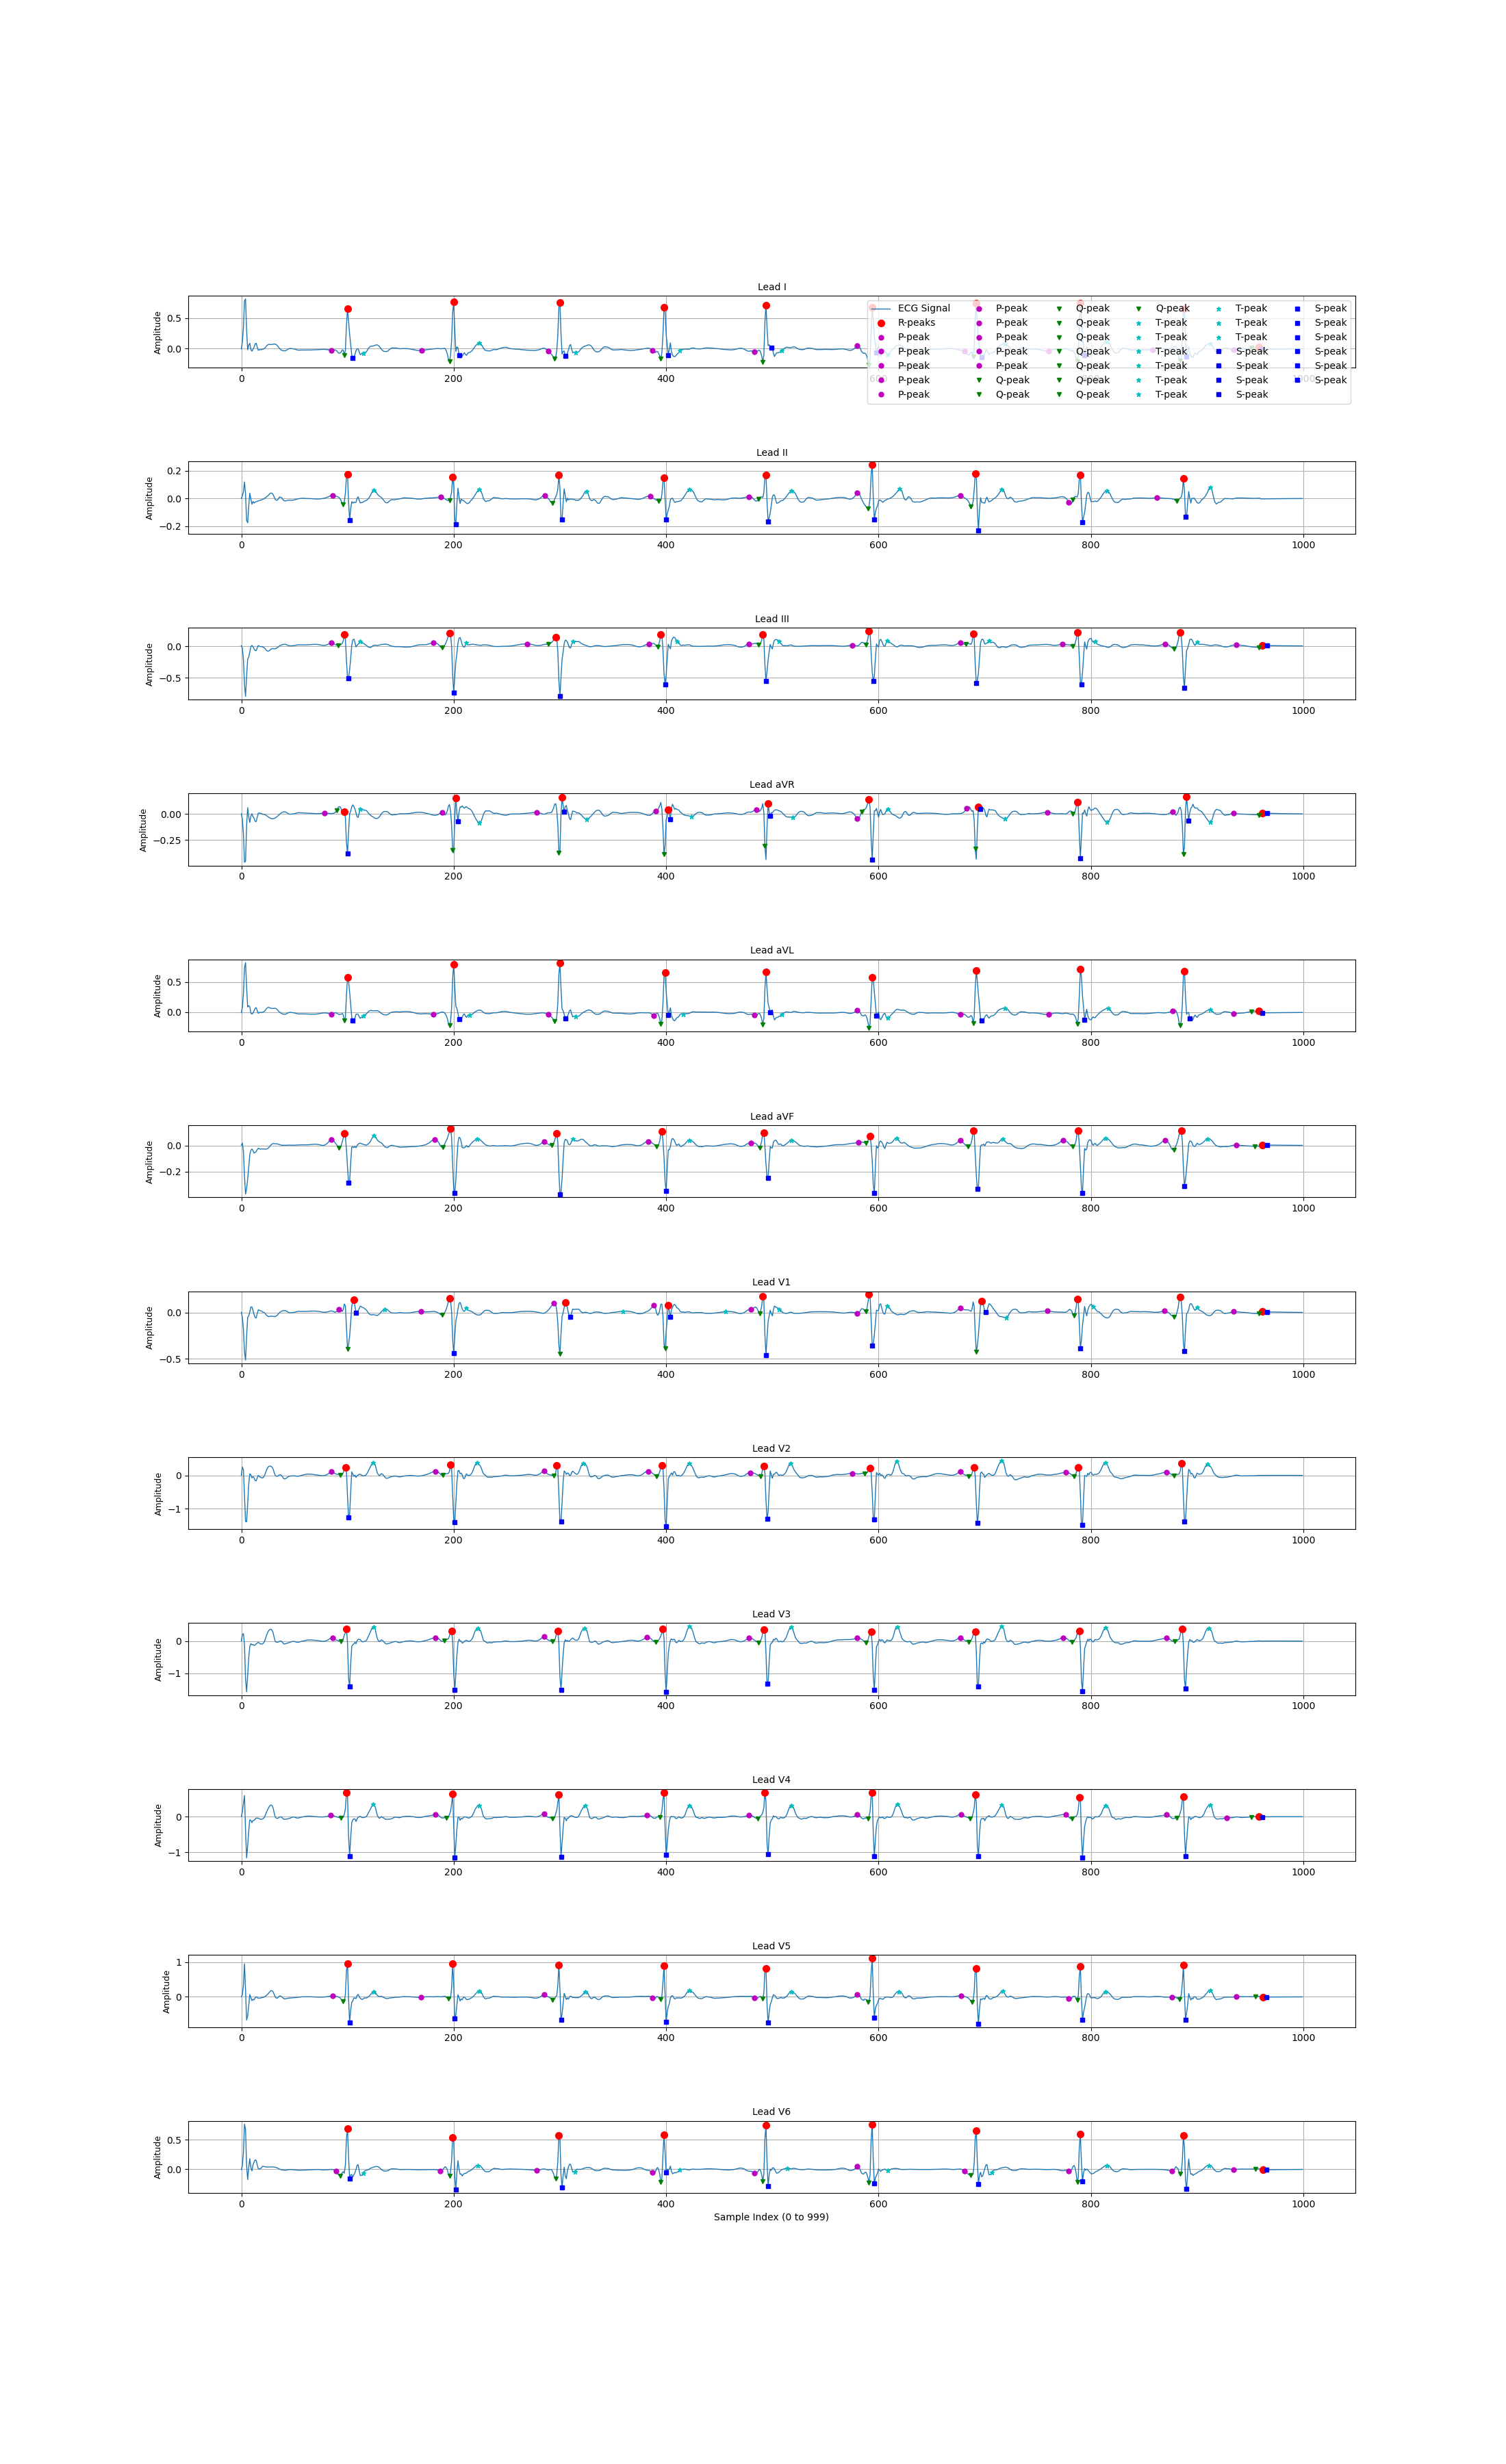 Lead I
Amplitude
0.5
0.0
ECG Signal P-peak Q-peak Q-peak T-peak S-peak
R-peaks P-peak Q-peak T-peak T-peak S-peak
P-peak P-peak Q-peak T-peak T-peak S-peak
P-peak P-peak Q-peak T-peak S-peak S-peak
P-peak P-peak Q-peak T-peak S-peak S-peak
P-peak Q-peak Q-peak T-peak S-peak S-peak
P-peak Q-peak Q-peak T-peak S-peak
0 200 400 600 800 1000
Lead II
Amplitude
0.2
0.0
−0.2
0 200 400 600 800 1000
Lead III
Amplitude
0.0
−0.5
0 200 400 600 800 1000
Lead aVR
Amplitude
0.00
−0.25
0 200 400 600 800 1000
Lead aVL
Amplitude
0.5
0.0
0 200 400 600 800 1000
Lead aVF
Amplitude
0.0
−0.2
0 200 400 600 800 1000
Lead V1
Amplitude
0.0
−0.5
0 200 400 600 800 1000
Lead V2
Amplitude
0
−1
0 200 400 600 800 1000
Lead V3
Amplitude
0
−1
0 200 400 600 800 1000
Lead V4
Amplitude
0
−1
0 200 400 600 800 1000
Lead V5
Amplitude
1
0
0 200 400 600 800 1000
Lead V6
Amplitude
0.5
0.0
0 200 400 600 800 1000
Sample Index (0 to 999)